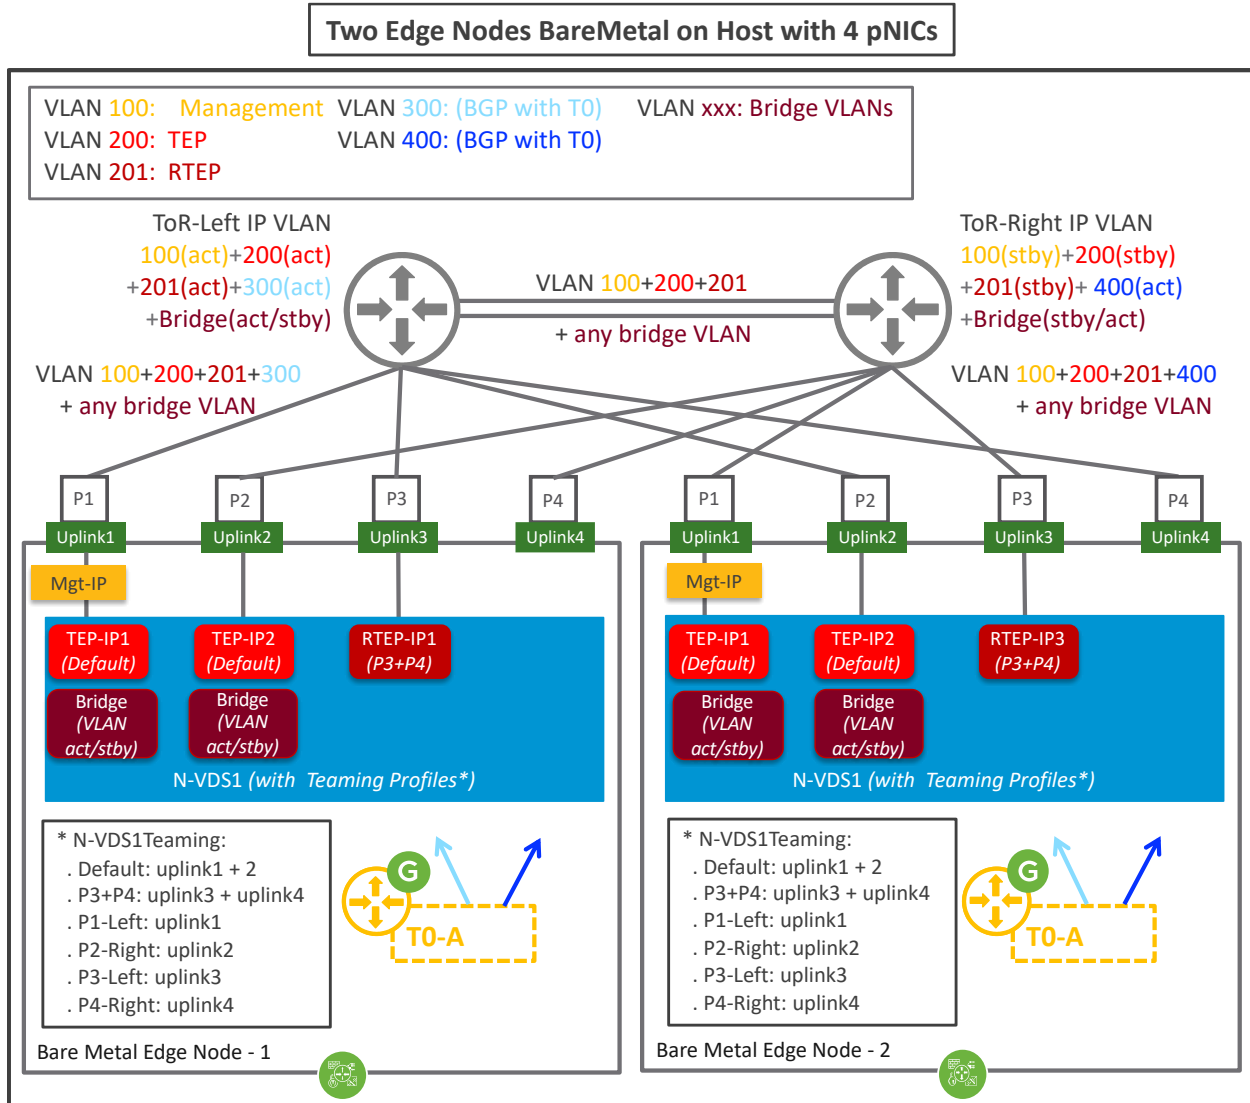 Two Edge Nodes BareMetal on Host with 4 pNICs
VLAN 100: Management VLAN 300: (BGP with T0) VLAN xxx: Bridge VLANs
VLAN 200: TEP VLAN 400: (BGP with T0)
VLAN 201: RTEP
ToR-Left IP VLAN
100(act)+200(act)
+201(act)+300(act)
+Bridge(act/stby)
ToR-Right IP VLAN
100(stby)+200(stby)
+201(stby)+ 400(act)
+Bridge(stby/act)
VLAN 100+200+201
+ any bridge VLAN
VLAN 100+200+201+300
+ any bridge VLAN
VLAN 100+200+201+400
+ any bridge VLAN
P1 P2 P3 P4 P1 P2 P3 P4
Uplink1 Uplink2 Uplink3 Uplink4 Uplink1 Uplink2 Uplink3 Uplink4
Mgt-IP
TEP-IP1
(Default)
TEP-IP2
(Default)
RTEP-IP1
(P3+P4)
Bridge
(VLAN
act/stby)
Bridge
(VLAN
act/stby)
N-VDS1 (with Teaming Profiles*)
* N-VDS1Teaming:
. Default: uplink1 + 2
. P3+P4: uplink3 + uplink4
. P1-Left: uplink1
. P2-Right: uplink2
. P3-Left: uplink3
. P4-Right: uplink4
G
T0-A
Bare Metal Edge Node - 1
Mgt-IP
TEP-IP1
(Default)
TEP-IP2
(Default)
RTEP-IP3
(P3+P4)
Bridge
(VLAN
act/stby)
Bridge
(VLAN
act/stby)
N-VDS1 (with Teaming Profiles*)
* N-VDS1Teaming:
. Default: uplink1 + 2
. P3+P4: uplink3 + uplink4
. P1-Left: uplink1
. P2-Right: uplink2
. P3-Left: uplink3
. P4-Right: uplink4
G
T0-A
Bare Metal Edge Node - 2